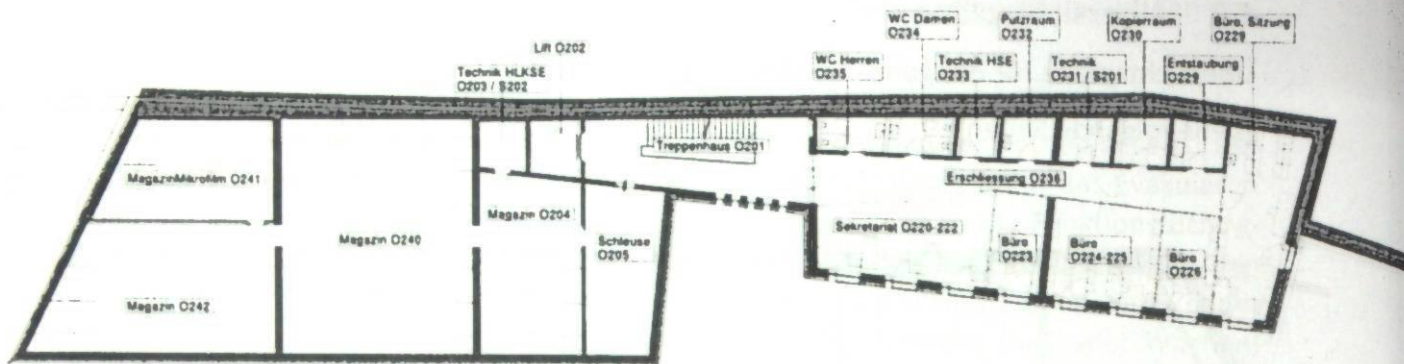 WC Damen
O234
Putzraum
O232
Kopierraum
O230
Büro, Sitzung
O229
Lift O202
WC Herren
O235
Technik HSE
O233
Technik
O231 / S201
Entstaubung
O229
Technik HLKSE
O203 / S202
Treppenhaus O201
MagazinMikrofilm O241
Erschliessung O236
Magazin O204
Magazin O240
Schleuse
O205
Sekretariat O220-222
Büro
O223
Büro
O224-225
Büro
O226
Magazin O242